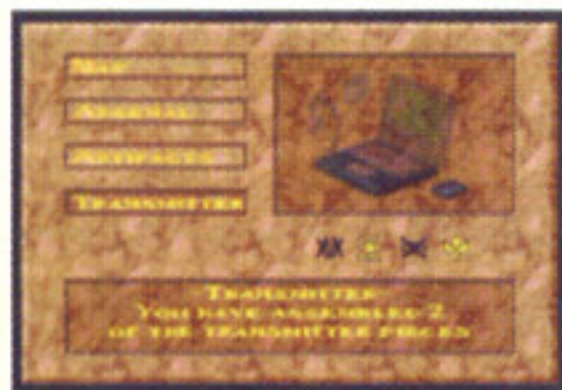 Map
Arsenal
Artifacts
Transmitter
Transmitter
You have assembled 2
of the transmitter pieces